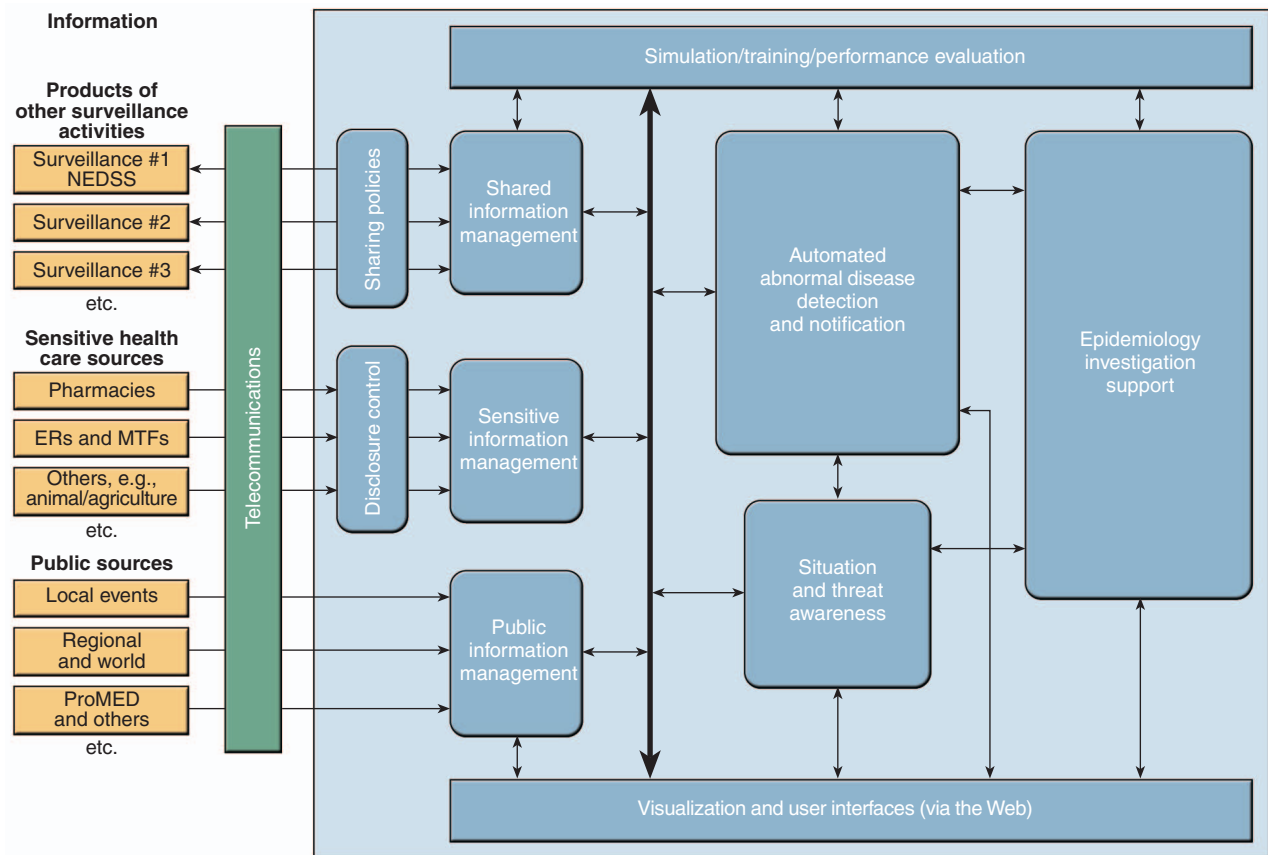 Information
Products of
other surveillance
activities
Surveillance #1
NEDSS
Surveillance #2
Surveillance #3
etc.
Sensitive health
care sources
Pharmacies
ERs and MTFs
Others, e.g.,
animal/agriculture
etc.
Public sources
Local events
Regional
and world
ProMED
and others
etc.
Telecommunications
Sharing policies
Disclosure control
Shared
information
management
Sensitive
information
management
Public
information
management
Simulation/training/performance evaluation
Automated
abnormal disease
detection
and notification
Situation
and threat
awareness
Epidemiology
investigation
support
Visualization and user interfaces (via the Web)